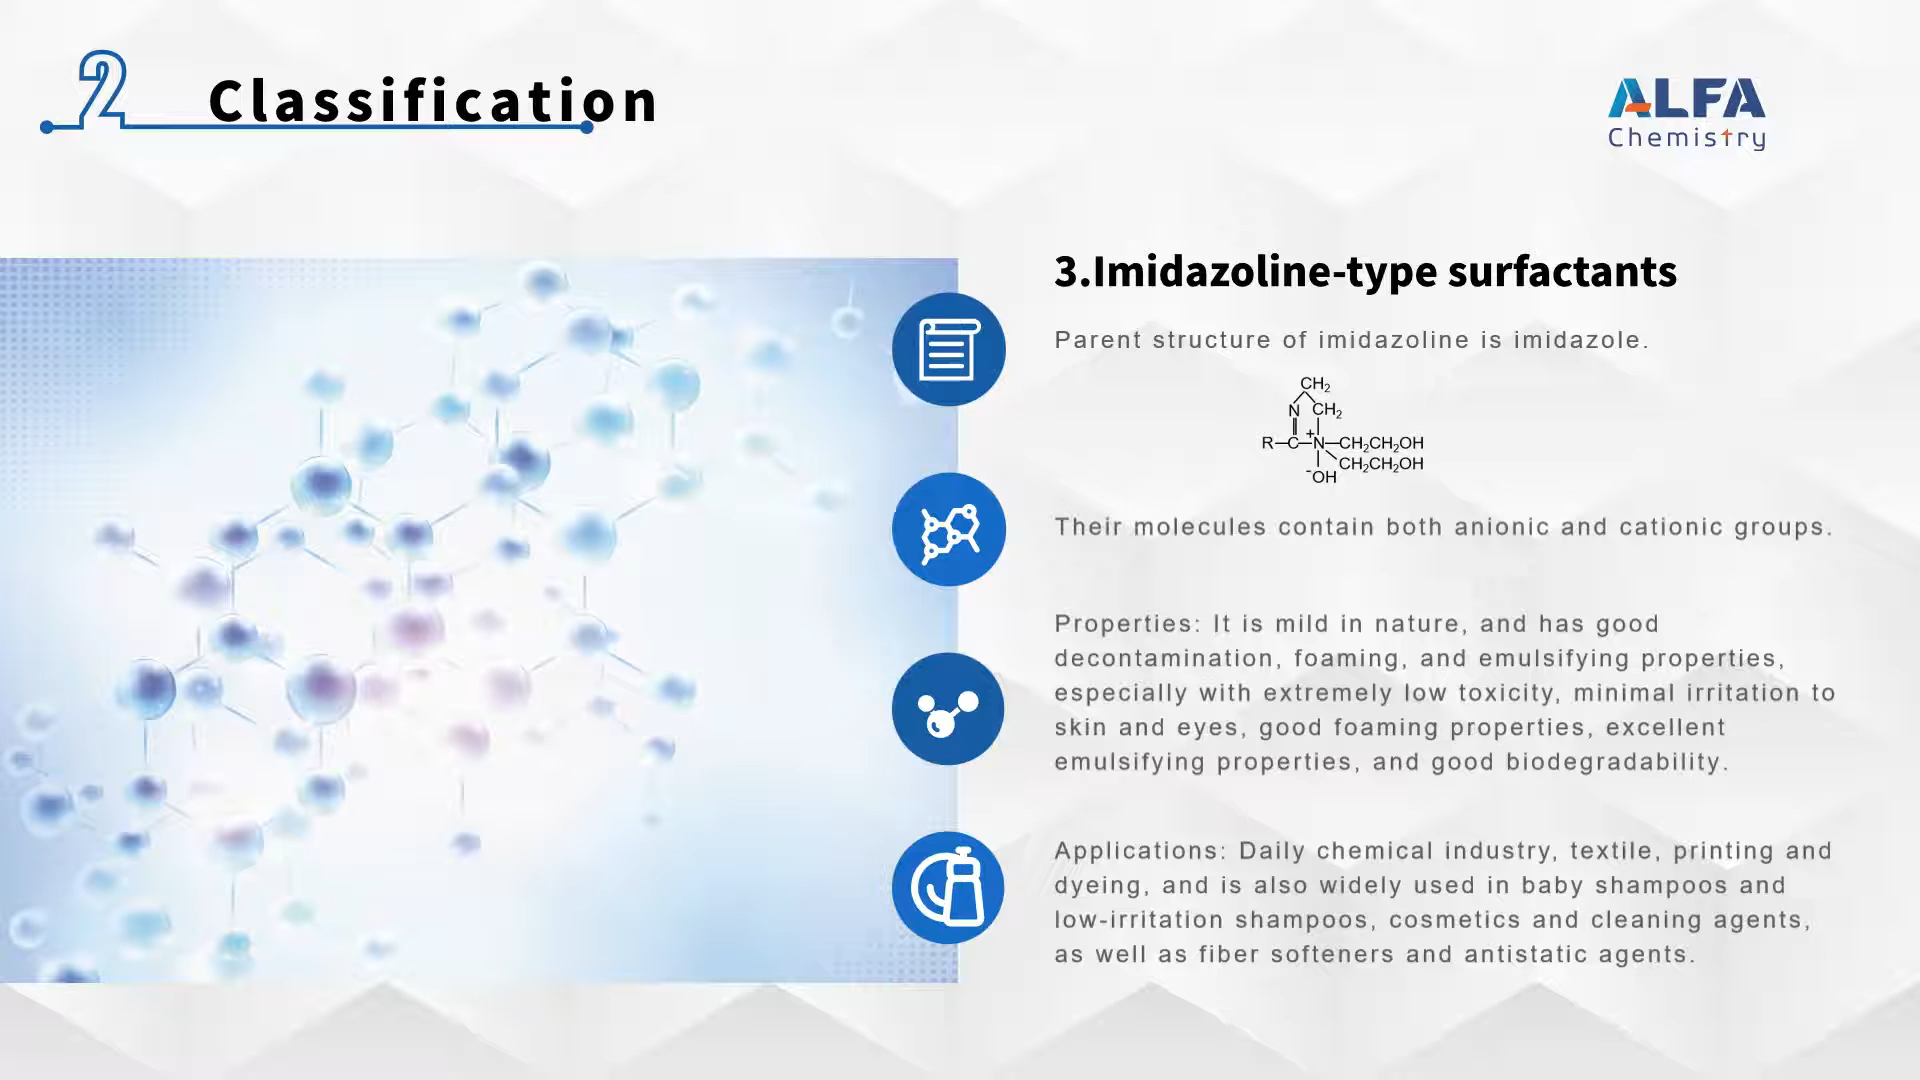 2 Classification
ALFA
Chemistry
3.Imidazoline-type surfactants
Parent structure of imidazoline is imidazole.
CH₂
N CH₂
R–C–N⁺–CH₂CH₂OH
CH₂CH₂OH
⁻OH
Their molecules contain both anionic and cationic groups.
Properties: It is mild in nature, and has good
decontamination, foaming, and emulsifying properties,
especially with extremely low toxicity, minimal irritation to
skin and eyes, good foaming properties, excellent
emulsifying properties, and good biodegradability.
Applications: Daily chemical industry, textile, printing and
dyeing, and is also widely used in baby shampoos and
low-irritation shampoos, cosmetics and cleaning agents,
as well as fiber softeners and antistatic agents.